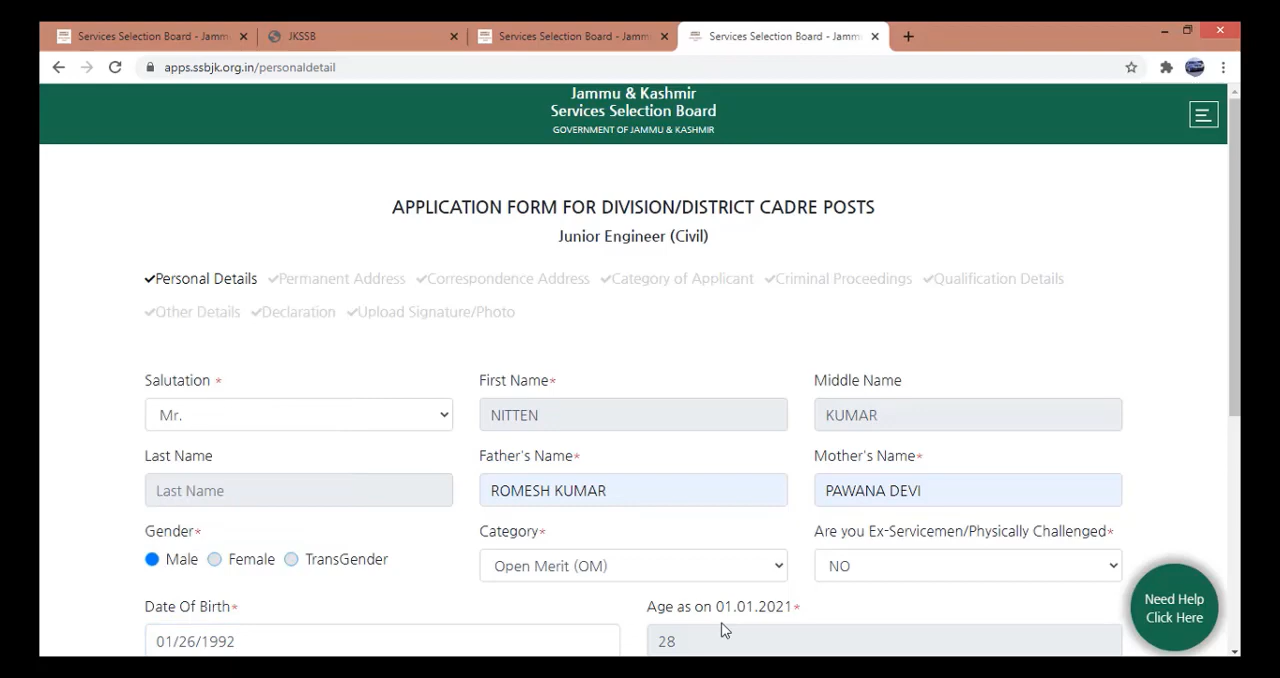 Services Selection Board - Jamm
JKSSB
Services Selection Board - Jamm
Services Selection Board - Jamm
apps.ssbjk.org.in/personaldetail
Jammu & Kashmir
Services Selection Board
GOVERNMENT OF JAMMU & KASHMIR
APPLICATION FORM FOR DIVISION/DISTRICT CADRE POSTS
Junior Engineer (Civil)
Personal Details Permanent Address Correspondence Address Category of Applicant Criminal Proceedings Qualification Details
Other Details Declaration Upload Signature/Photo
Salutation * First Name* Middle Name
Mr. NITTEN KUMAR
Last Name Father's Name* Mother's Name*
Last Name ROMESH KUMAR PAWANA DEVI
Gender* Category* Are you Ex-Servicemen/Physically Challenged*
Male Female TransGender Open Merit (OM) NO
Date Of Birth* Age as on 01.01.2021*
01/26/1992 28
Need Help
Click Here